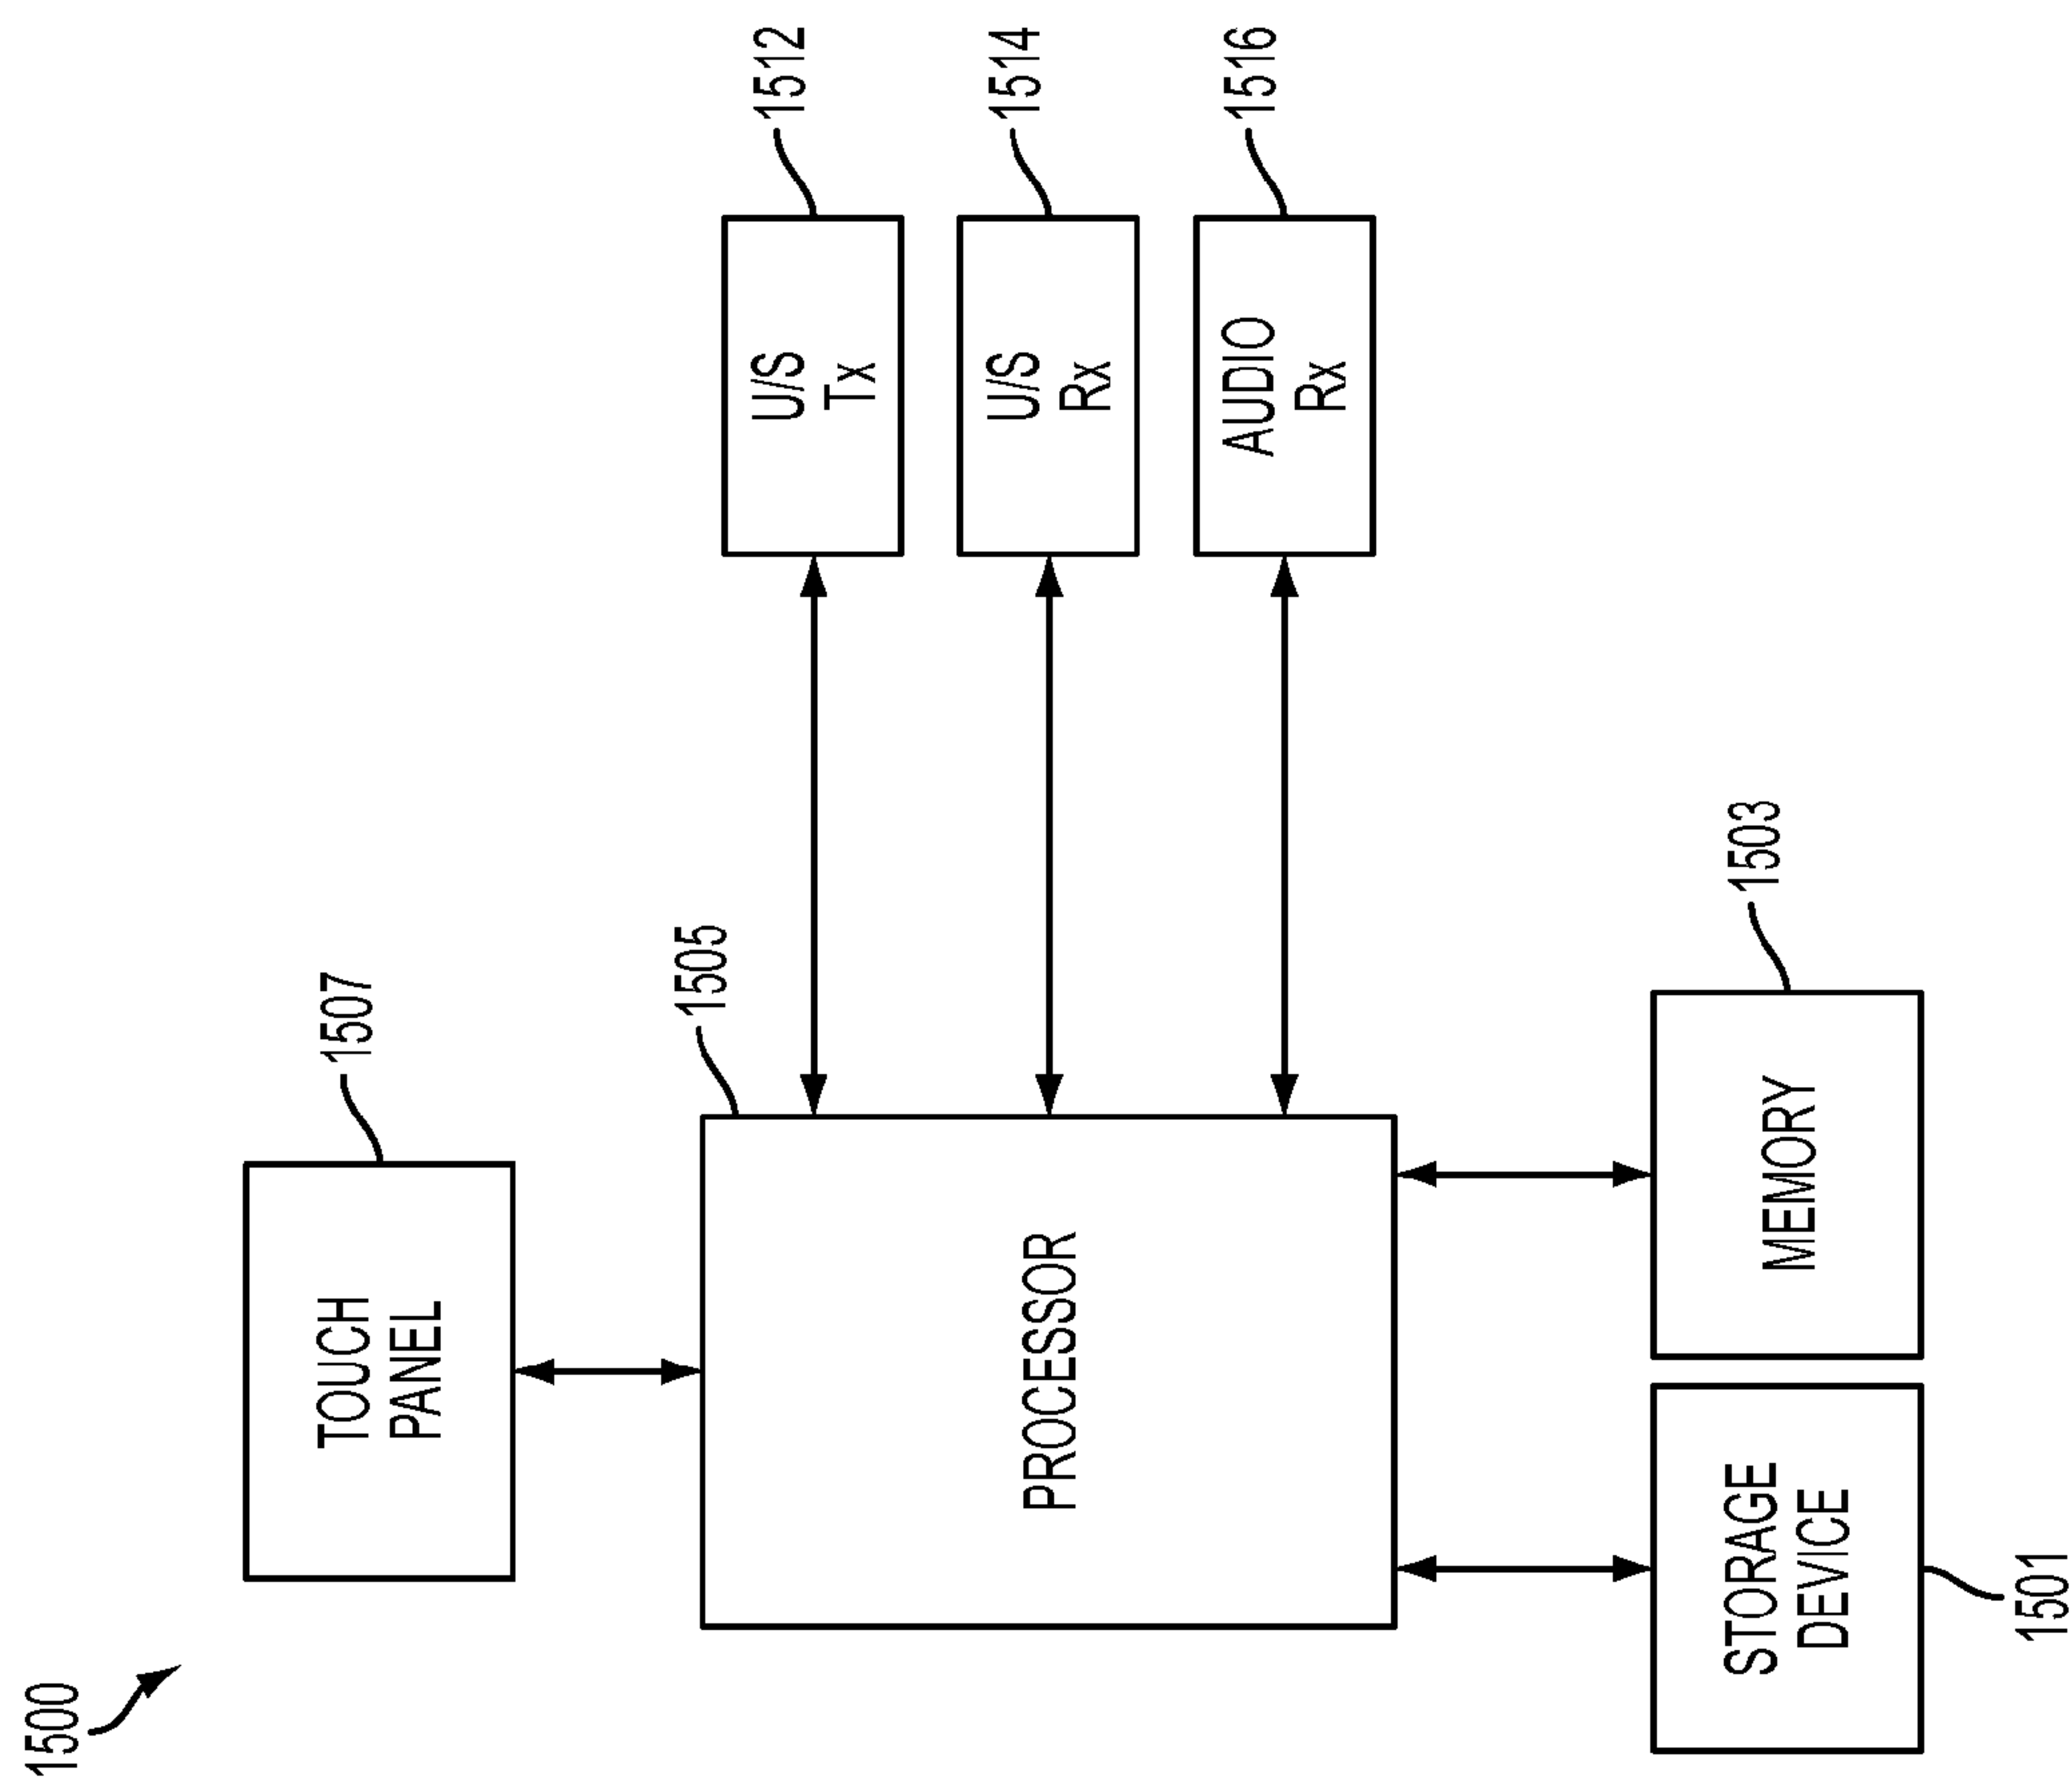 1500
TOUCH
PANEL
1507
PROCESSOR
1505
U/S
Tx
1512
U/S
Rx
1514
AUDIO
Rx
1516
STORAGE
DEVICE
1501
MEMORY
1503